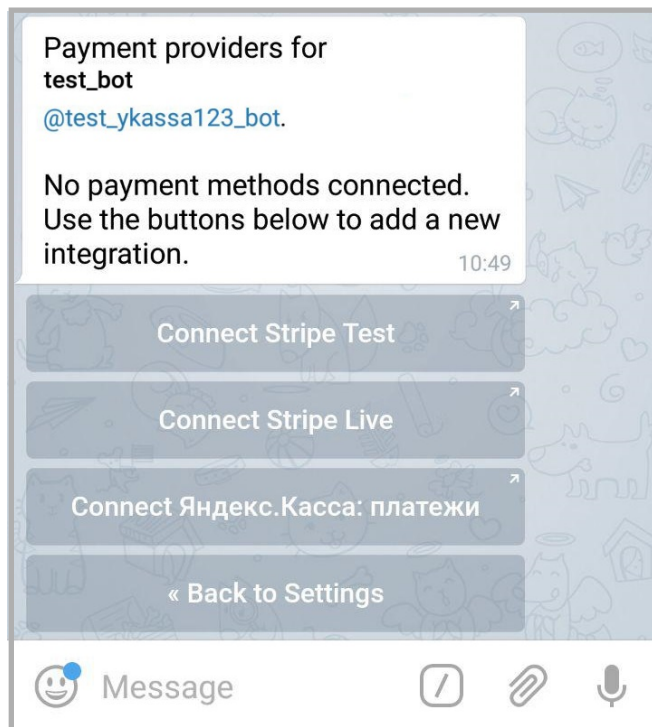 Payment providers for
test_bot
@test_ykassa123_bot.
No payment methods connected.
Use the buttons below to add a new
integration.
10:49
Connect Stripe Test
Connect Stripe Live
Connect Яндекс.Касса: платежи
« Back to Settings
Message